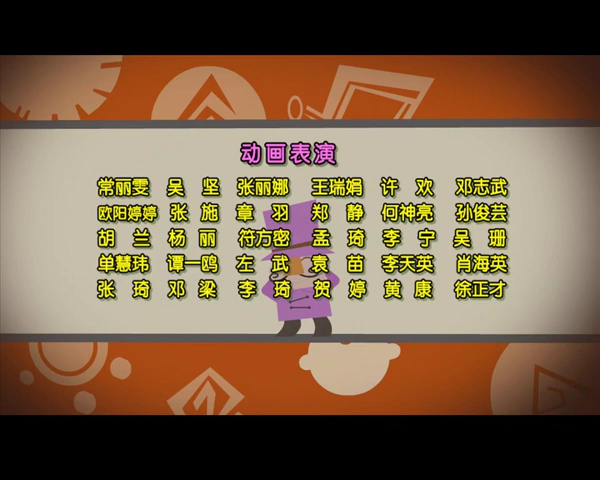 动画表演
常丽雯 吴 坚 张丽娜 王瑞娟 许 欢 邓志武
欧阳婷婷 张 施 章 羽 郑 静 何神亮 孙俊芸
胡 兰 杨 丽 符方密 孟 琦 李 宁 吴 珊
单慧玮 谭一鸥 左 武 袁 苗 李天英 肖海英
张 琦 邓 梁 李 琦 贺 婷 黄 康 徐正才